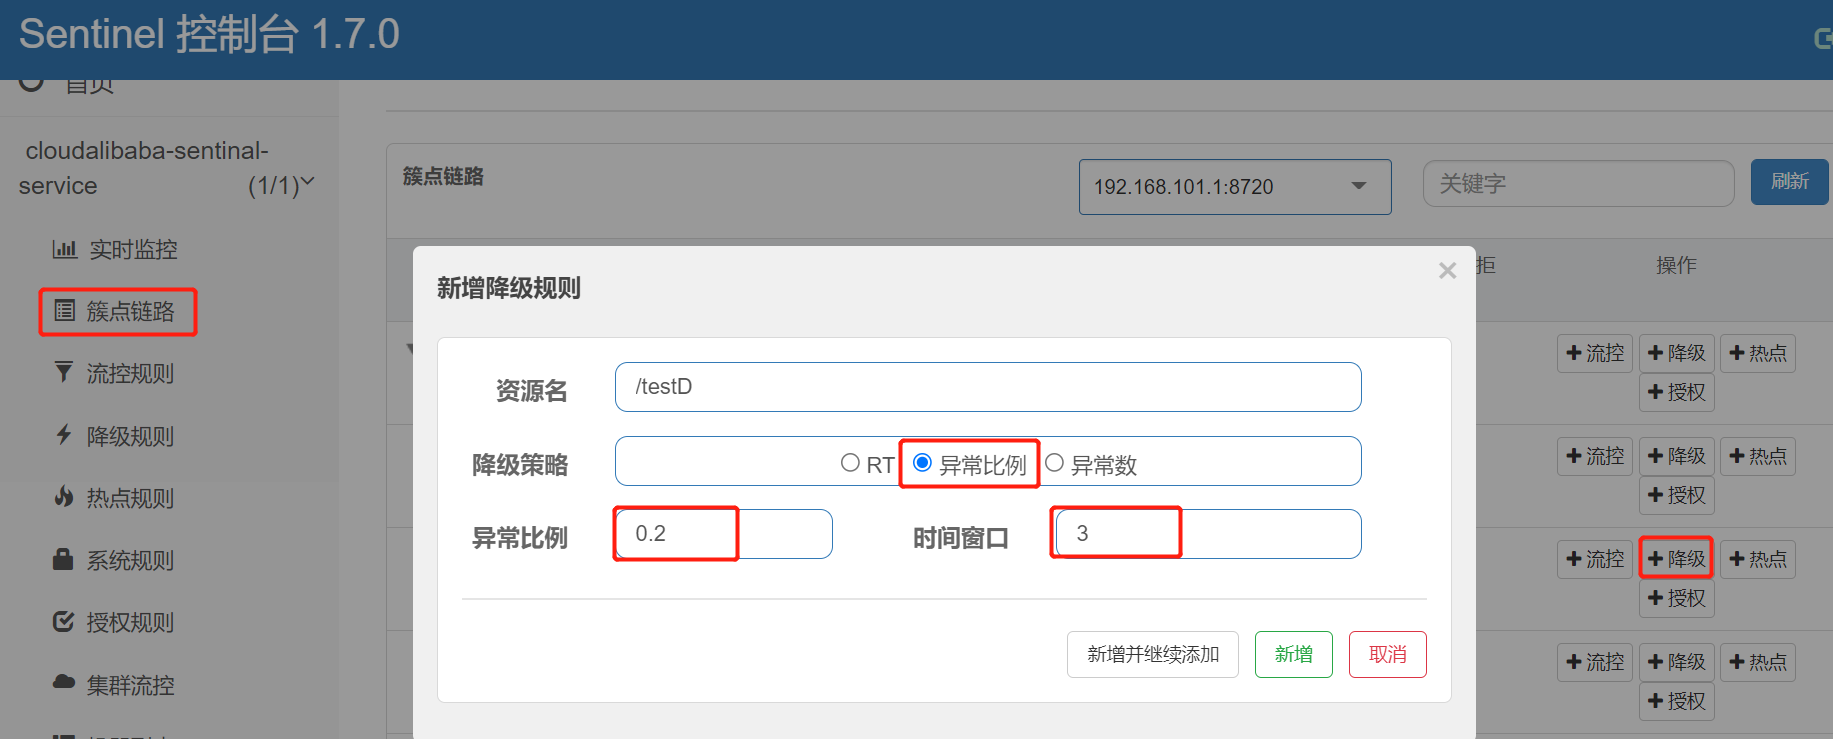 Sentinel 控制台 1.7.0
首页
cloudalibaba-sentinal-
service (1/1)
实时监控
簇点链路
流控规则
降级规则
热点规则
系统规则
授权规则
集群流控
簇点链路
192.168.101.1:8720
关键字
刷新
拒
操作
新增降级规则
×
资源名
/testD
降级策略
RT 异常比例 异常数
异常比例
0.2
时间窗口
3
新增并继续添加 新增 取消
流控 降级 热点
授权
流控 降级 热点
授权
流控 降级 热点
授权
流控 降级 热点
授权